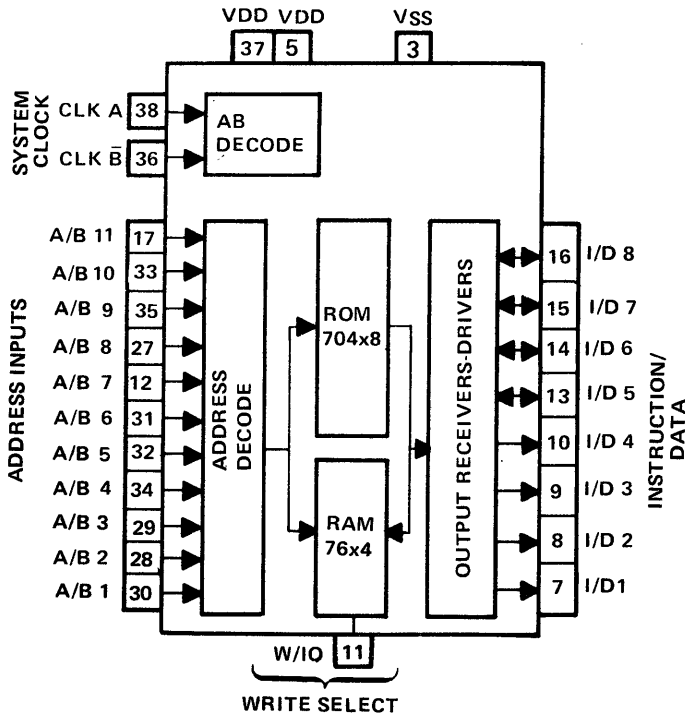 VDD VDD VSS
37 5 3
SYSTEM CLOCK
CLK A 38
CLK B̅ 36
AB DECODE
ADDRESS INPUTS
A/B 11 17
A/B 10 33
A/B 9 35
A/B 8 27
A/B 7 12
A/B 6 31
A/B 5 32
A/B 4 34
A/B 3 29
A/B 2 28
A/B 1 30
ADDRESS DECODE
ROM
704x8
RAM
76x4
OUTPUT RECEIVERS-DRIVERS
16 I/D 8
15 I/D 7
14 I/D 6
13 I/D 5
10 I/D 4
9 I/D 3
8 I/D 2
7 I/D1
INSTRUCTION/
DATA
W/IO 11
WRITE SELECT